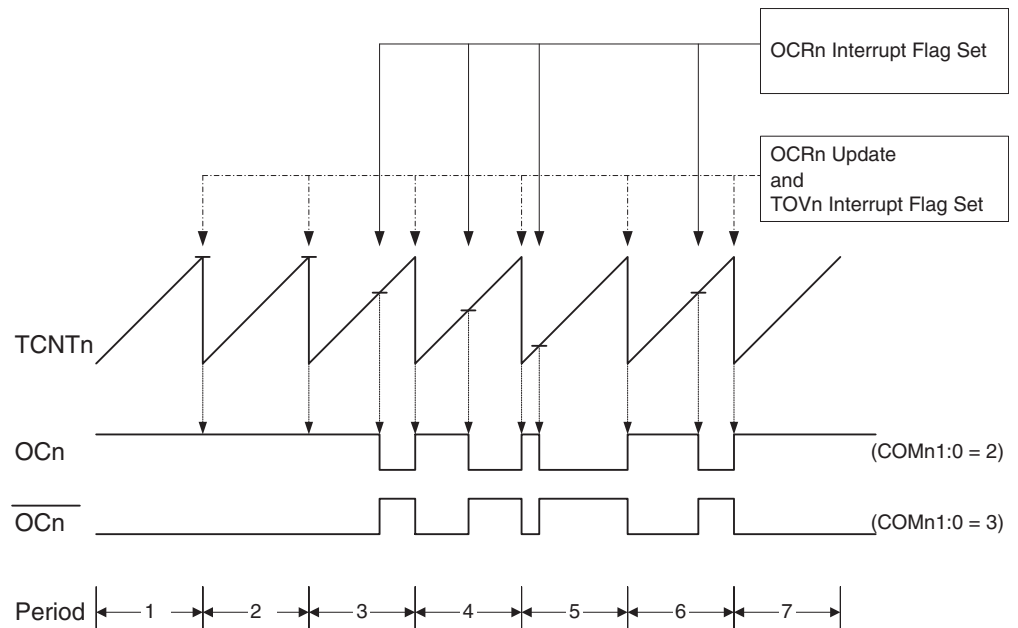 OCRn Interrupt Flag Set
OCRn Update
and
TOVn Interrupt Flag Set
TCNTn
OCn
(COMn1:0 = 2)
OCn
(COMn1:0 = 3)
Period
1
2
3
4
5
6
7